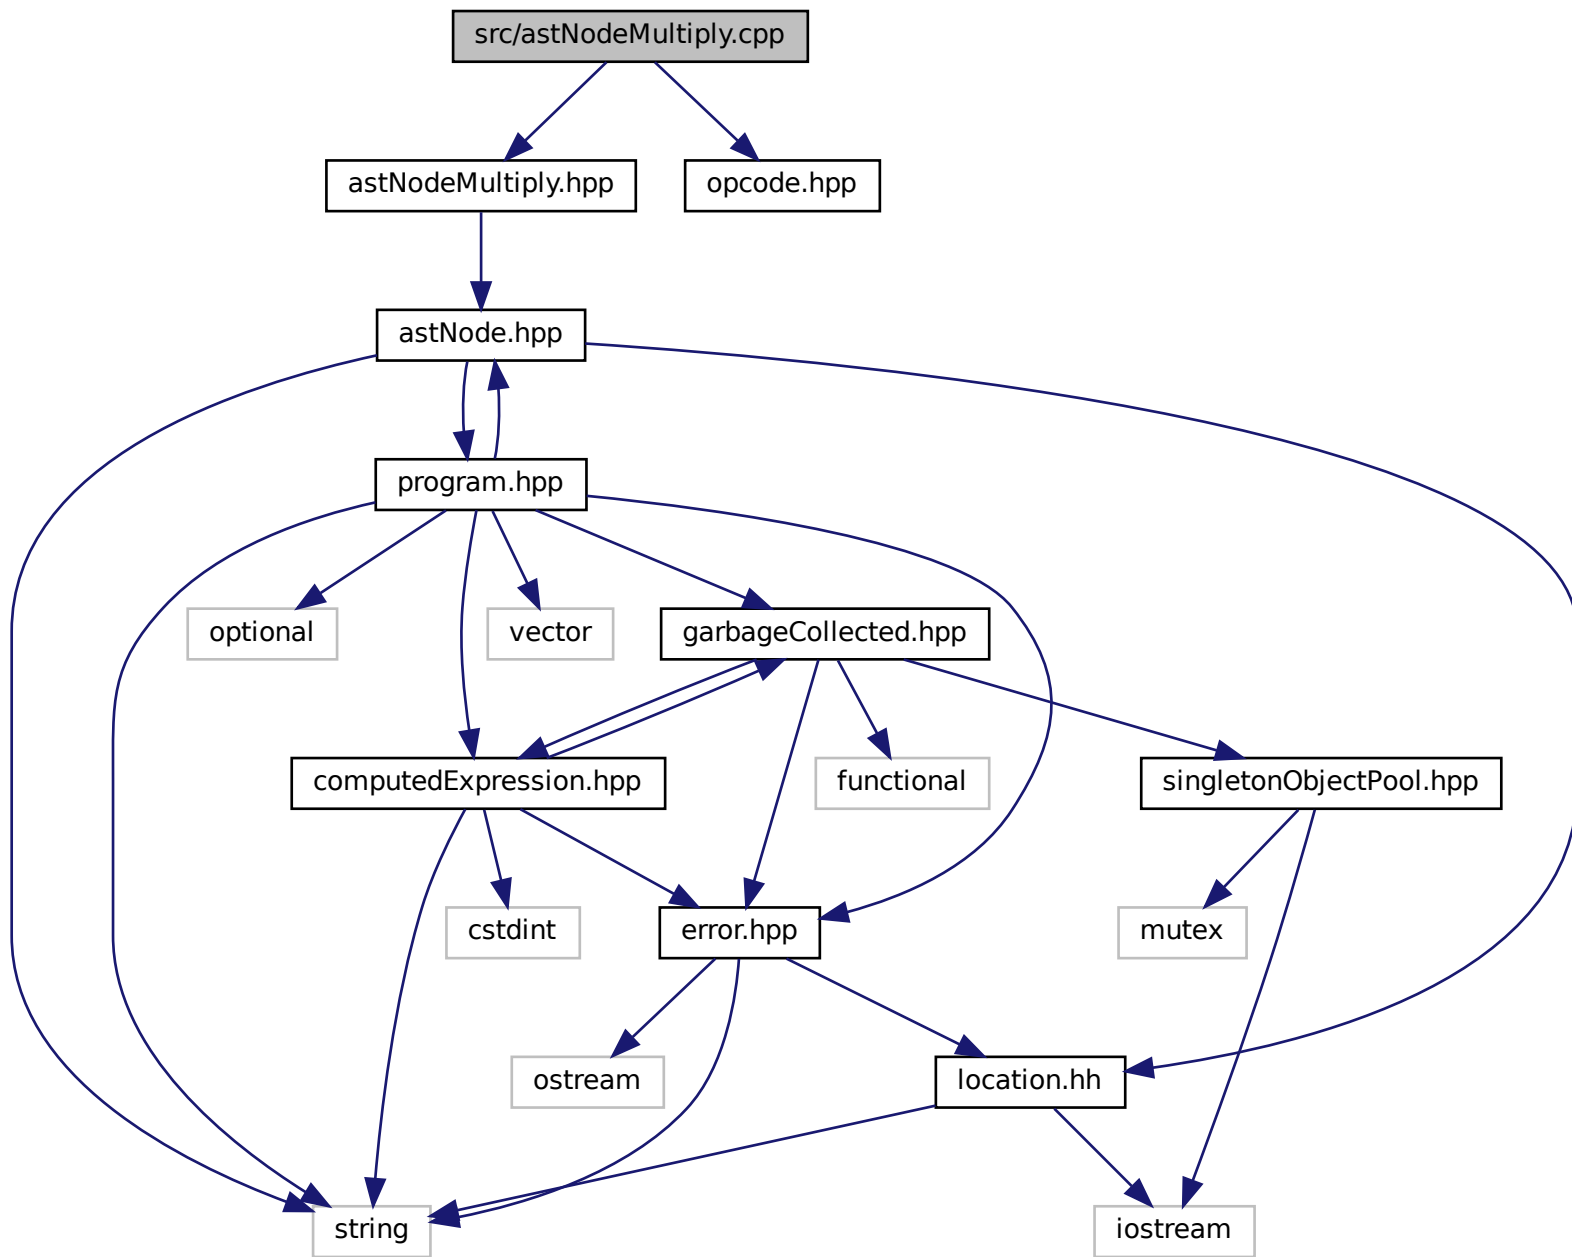 src/astNodeMultiply.cpp
astNodeMultiply.hpp
opcode.hpp
astNode.hpp
program.hpp
optional
vector
garbageCollected.hpp
computedExpression.hpp
functional
singletonObjectPool.hpp
cstdint
error.hpp
mutex
ostream
location.hh
string
iostream